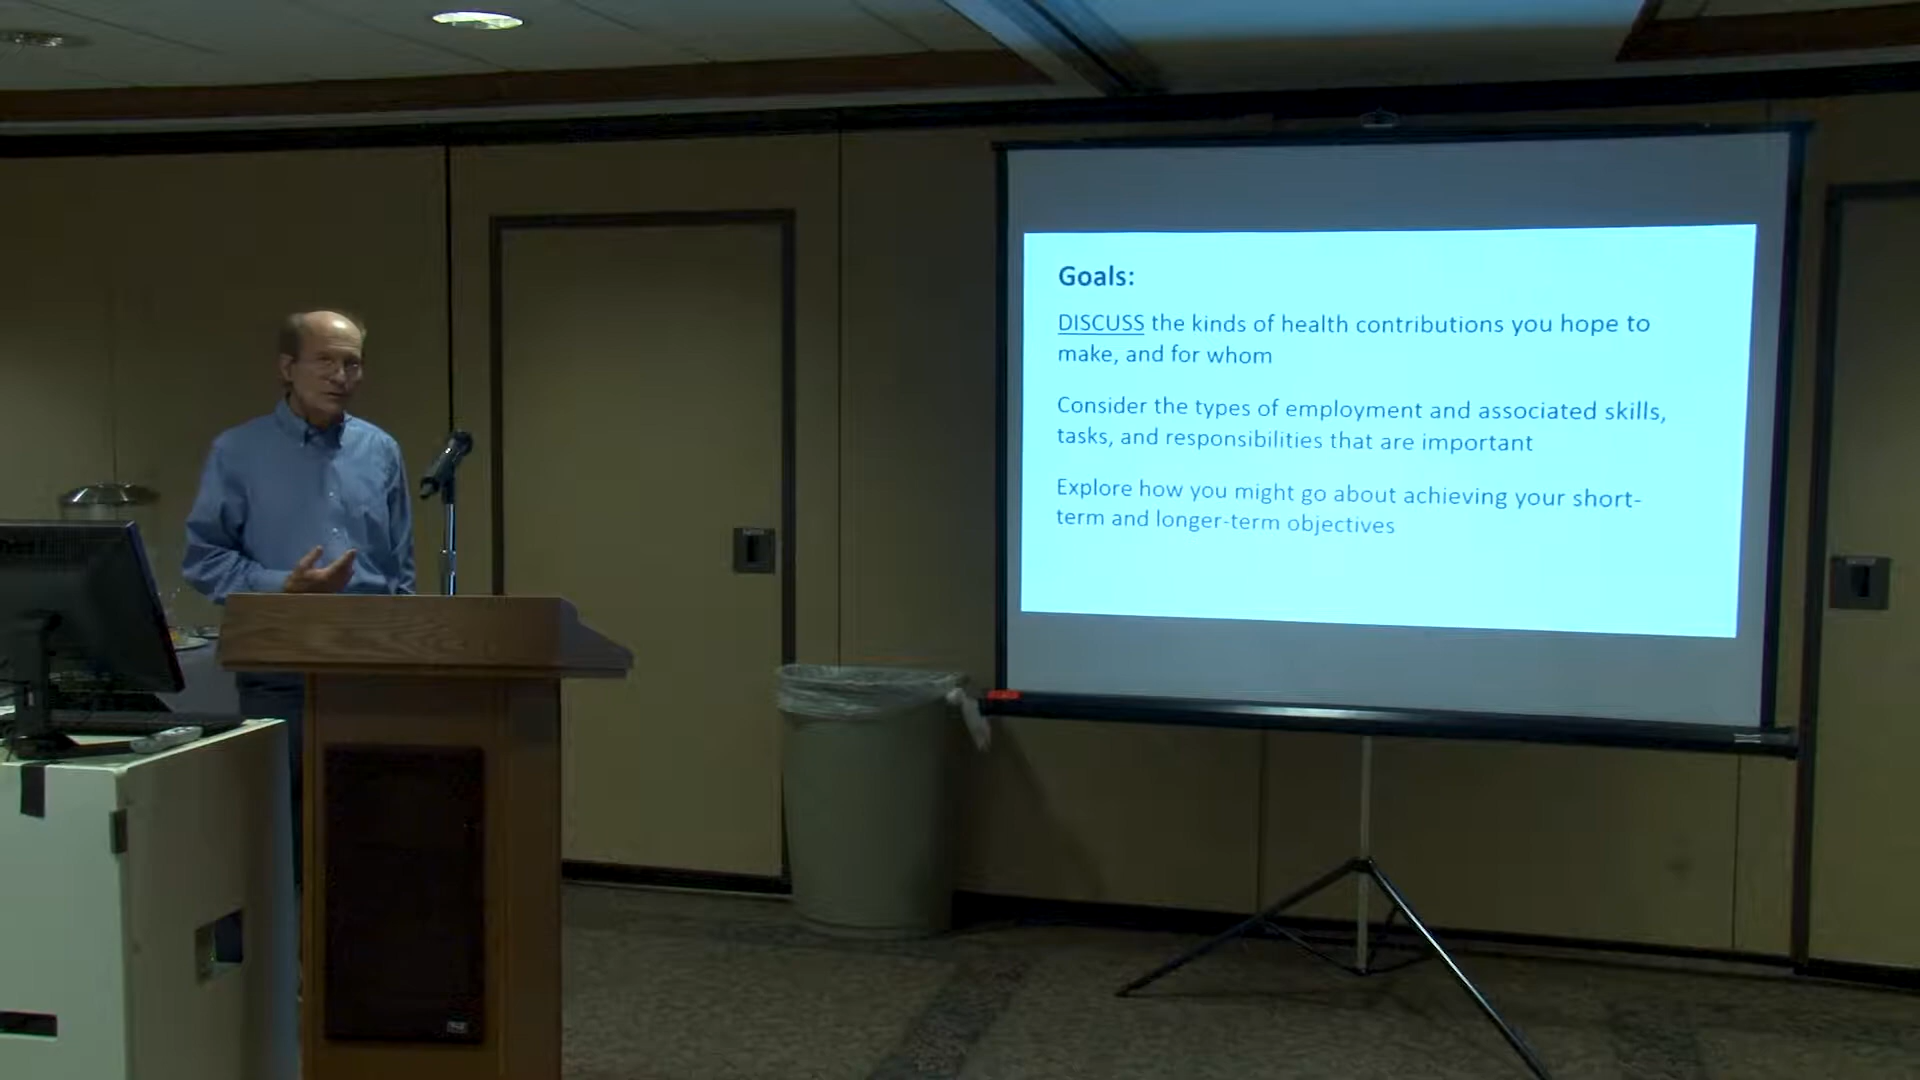 Goals:
DISCUSS the kinds of health contributions you hope to
make, and for whom
Consider the types of employment and associated skills,
tasks, and responsibilities that are important
Explore how you might go about achieving your short-
term and longer-term objectives